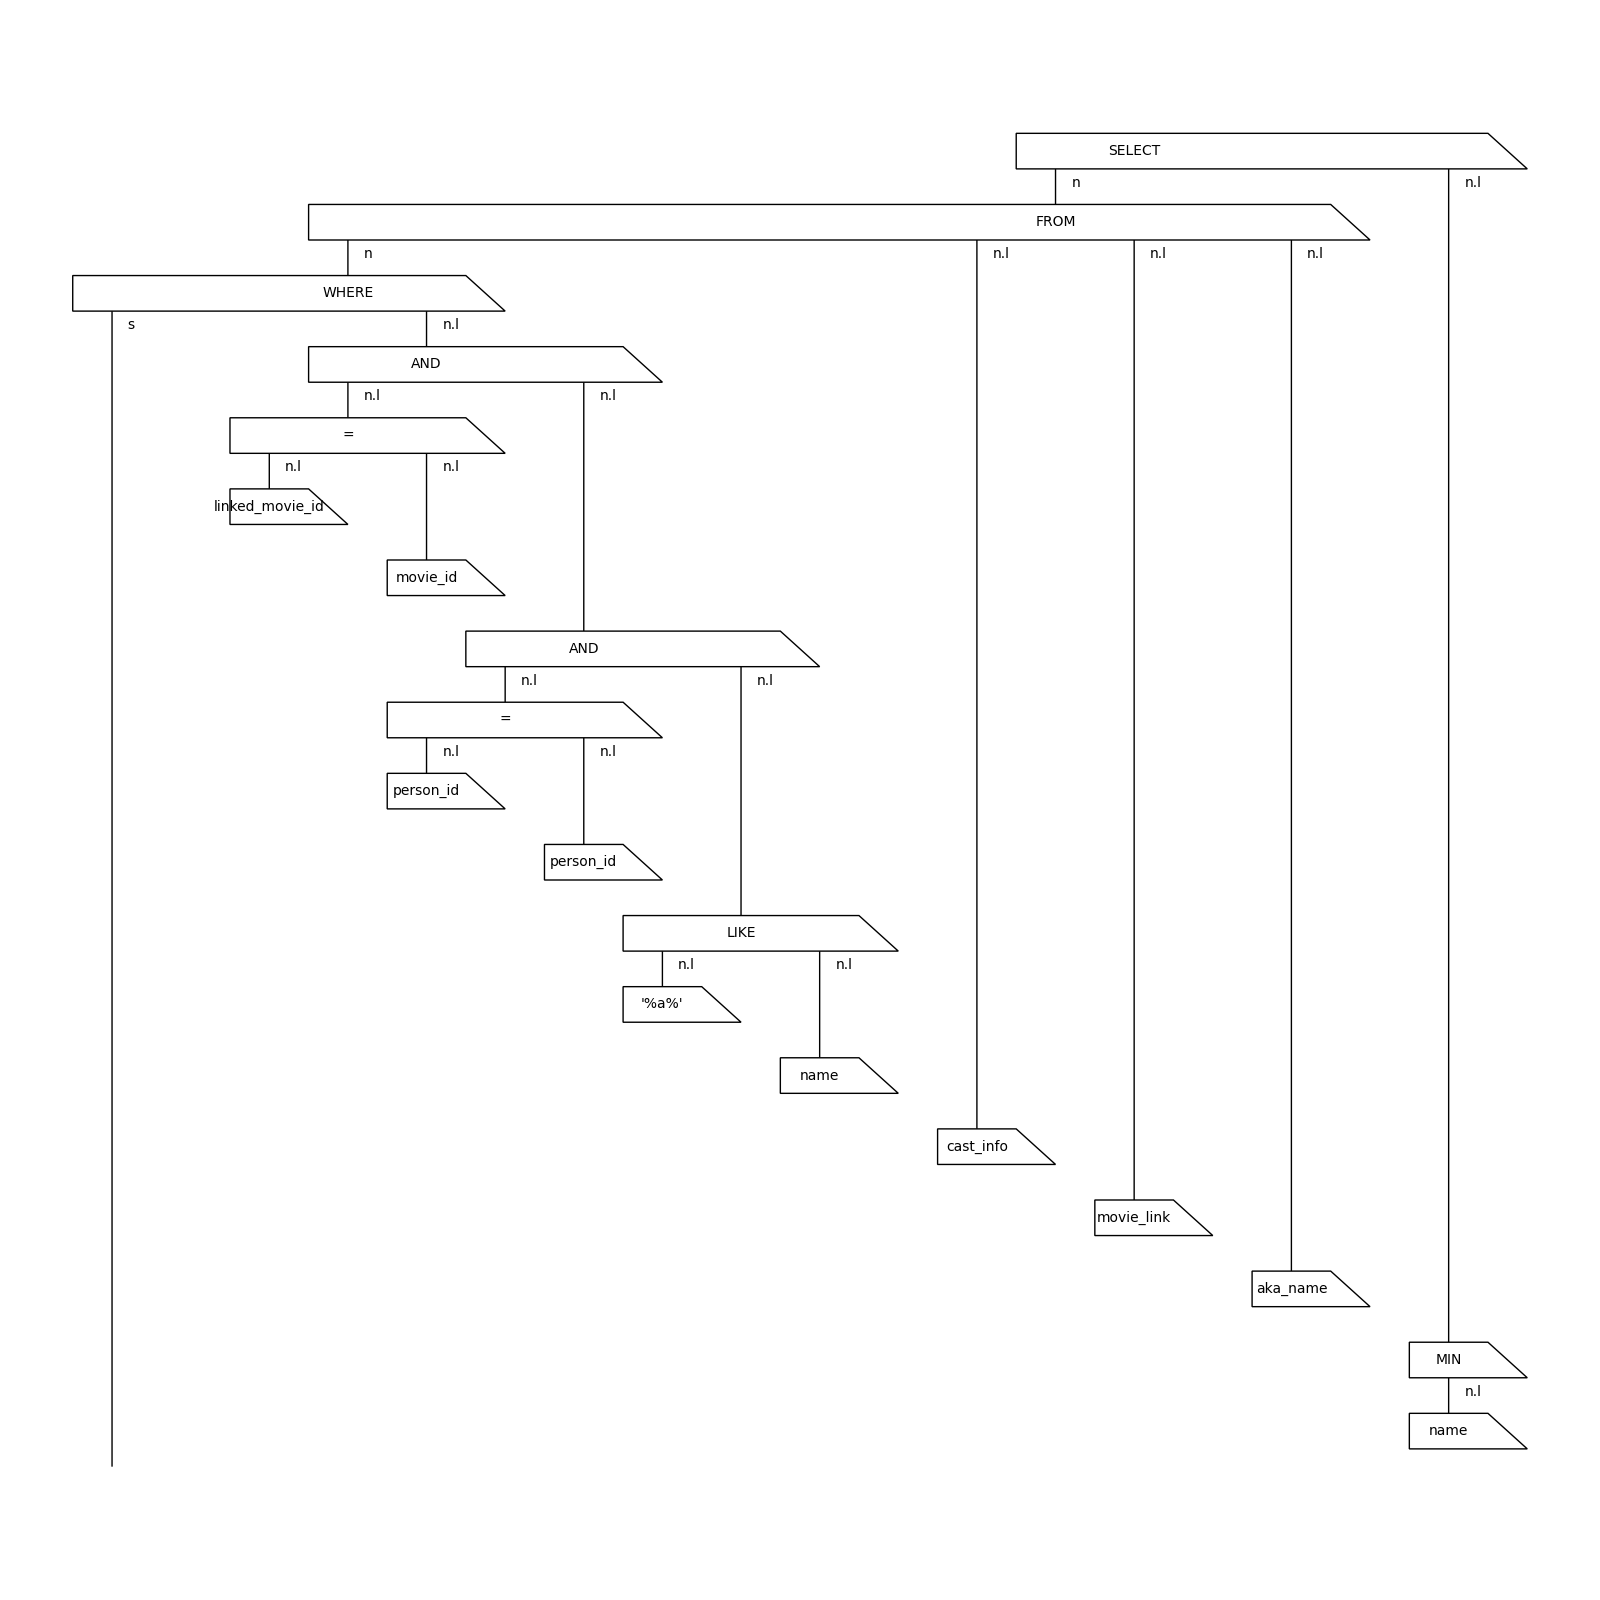 SELECT
n n.l
FROM
n n.l n.l n.l
WHERE
s n.l
AND
n.l n.l
=
n.l n.l
linked_movie_id
movie_id
AND
n.l n.l
=
n.l n.l
person_id
person_id
LIKE
n.l n.l
'%a%'
name
cast_info
movie_link
aka_name
MIN
n.l
name